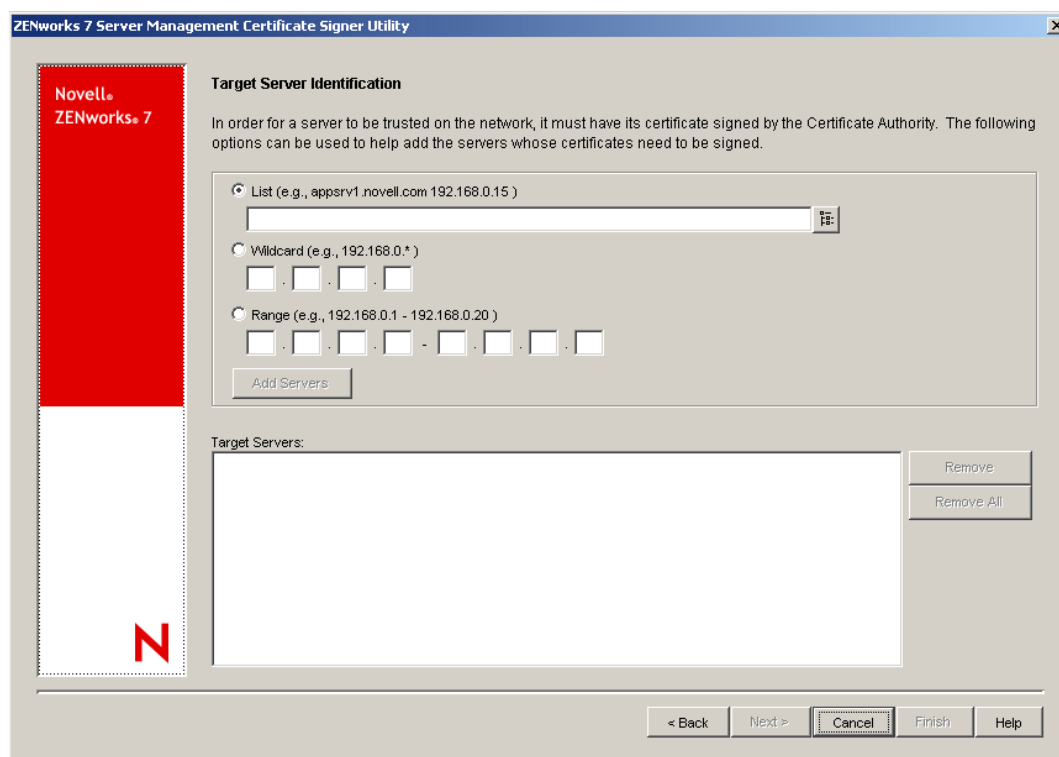 ZENworks 7 Server Management Certificate Signer Utility
Novell®
ZENworks® 7
Target Server Identification
In order for a server to be trusted on the network, it must have its certificate signed by the Certificate Authority.  The following
options can be used to help add the servers whose certificates need to be signed.
List (e.g., appsrv1.novell.com 192.168.0.15 )
Wildcard (e.g., 192.168.0.* )
. . .
Range (e.g., 192.168.0.1 - 192.168.0.20 )
. . . - . . .
Add Servers
Target Servers:
Remove
Remove All
N
< Back Next > Cancel Finish Help